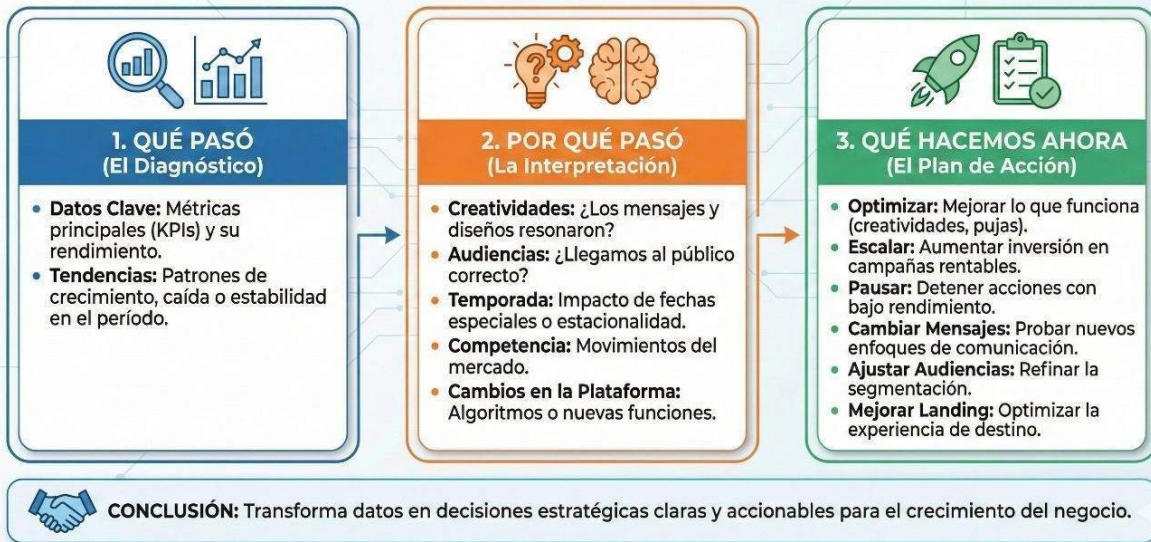 1. QUÉ PASÓ
(El Diagnóstico)
• Datos Clave: Métricas
principales (KPIs) y su
rendimiento.
• Tendencias: Patrones de
crecimiento, caída o estabilidad
en el período.
2. POR QUÉ PASÓ
(La Interpretación)
• Creatividades: ¿Los mensajes y
diseños resonaron?
• Audiencias: ¿Llegamos al público
correcto?
• Temporada: Impacto de fechas
especiales o estacionalidad.
• Competencia: Movimientos del
mercado.
• Cambios en la Plataforma:
Algoritmos o nuevas funciones.
3. QUÉ HACEMOS AHORA
(El Plan de Acción)
• Optimizar: Mejorar lo que funciona
(creatividades, pujas).
• Escalar: Aumentar inversión en
campañas rentables.
• Pausar: Detener acciones con
bajo rendimiento.
• Cambiar Mensajes: Probar nuevos
enfoques de comunicación.
• Ajustar Audiencias: Refinar la
segmentación.
• Mejorar Landing: Optimizar la
experiencia de destino.
CONCLUSIÓN: Transforma datos en decisiones estratégicas claras y accionables para el crecimiento del negocio.